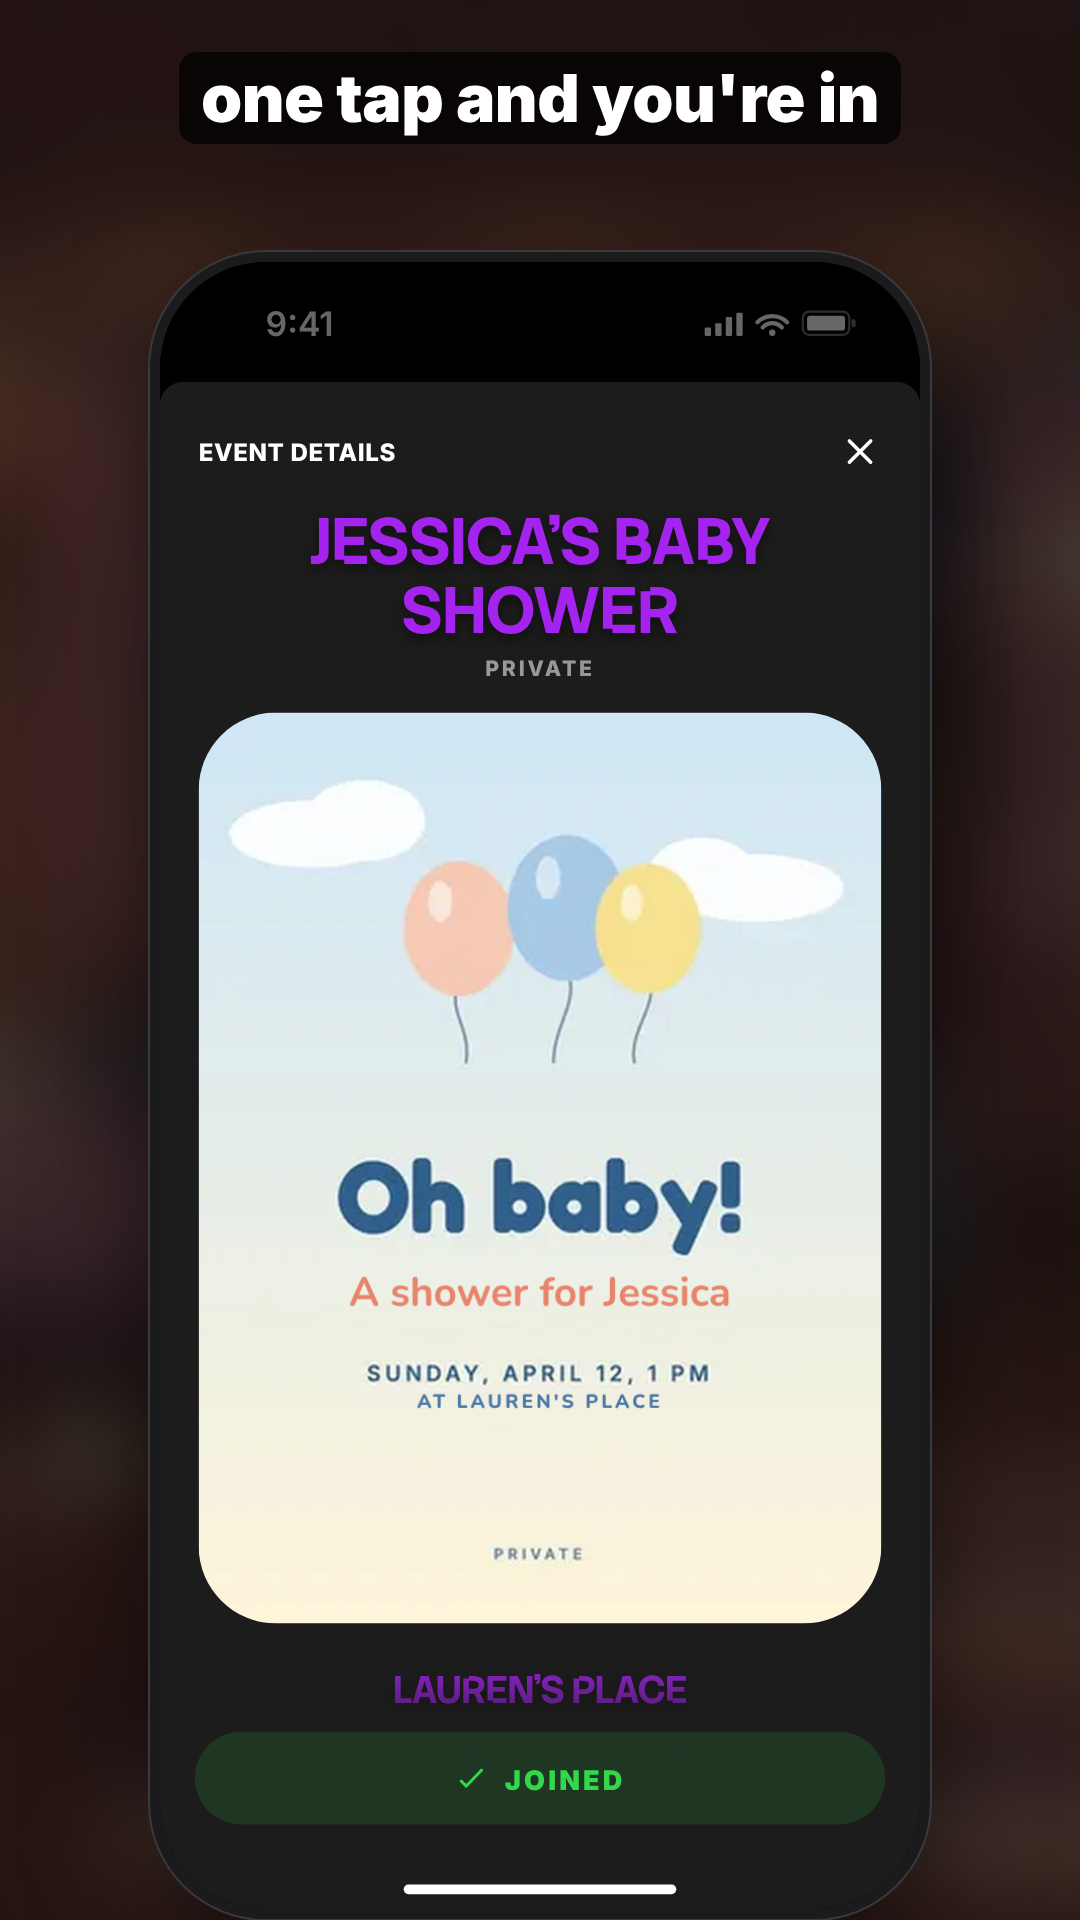 one tap and you're in
9:41
EVENT DETAILS
JESSICA’S BABY
SHOWER
PRIVATE
Oh baby!
A shower for Jessica
SUNDAY, APRIL 12, 1 PM
AT LAUREN'S PLACE
PRIVATE
LAUREN’S PLACE
JOINED